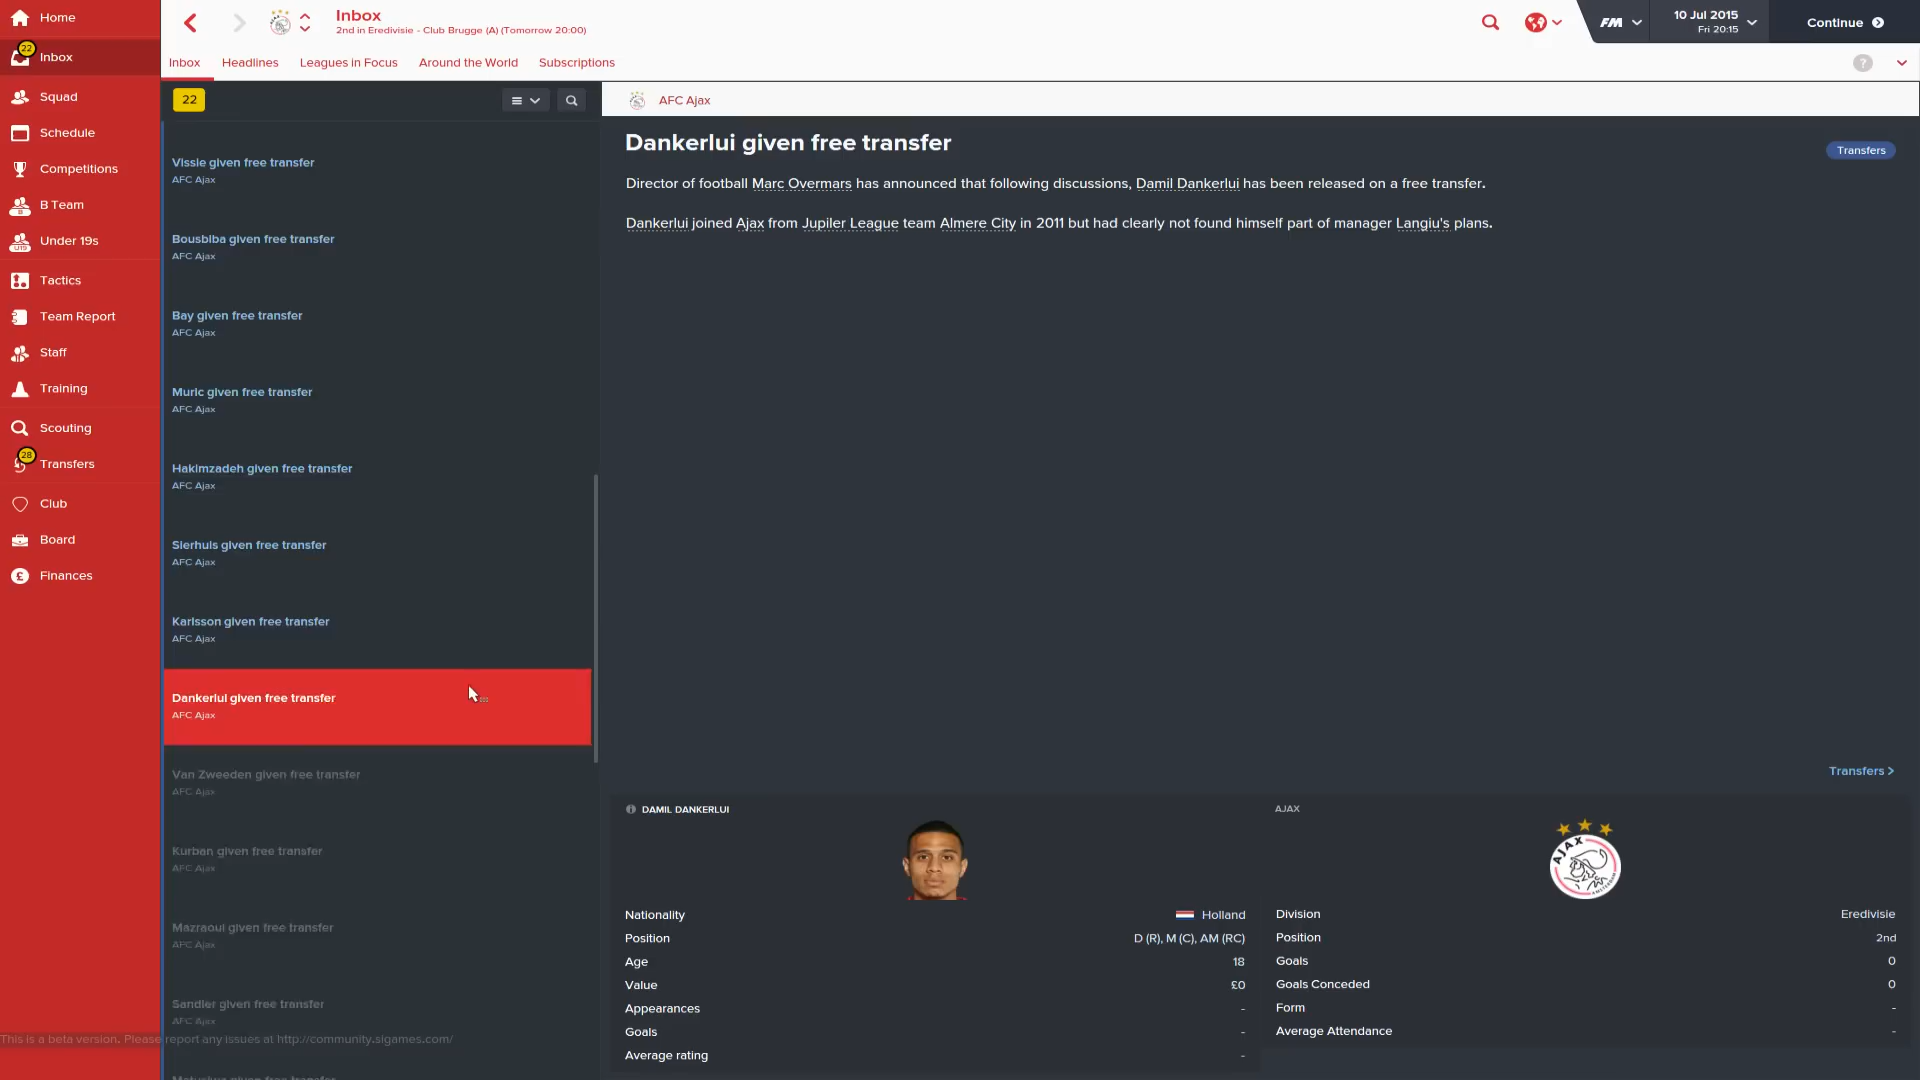 Home
22
Inbox
Squad
Schedule
Competitions
B Team
Under 19s
Tactics
Team Report
Staff
Training
Scouting
28
Transfers
Club
Board
Finances
Inbox
2nd in Eredivisie - Club Brugge (A) (Tomorrow 20:00)
FM
10 Jul 2015
Fri 20:15
Continue
Inbox
Headlines
Leagues in Focus
Around the World
Subscriptions
?
22
Vissie given free transfer
AFC Ajax
Bousbiba given free transfer
AFC Ajax
Bay given free transfer
AFC Ajax
Muric given free transfer
AFC Ajax
Hakimzadeh given free transfer
AFC Ajax
Sierhuis given free transfer
AFC Ajax
Karlsson given free transfer
AFC Ajax
Dankerlui given free transfer
AFC Ajax
Van Zweeden given free transfer
AFC Ajax
Kurban given free transfer
AFC Ajax
Mazraoui given free transfer
AFC Ajax
Sandler given free transfer
AFC Ajax
This is a beta version. Please report any issues at http://community.sigames.com/
given free transfer
AFC Ajax
Dankerlui given free transfer
Transfers
Director of football Marc Overmars has announced that following discussions, Damil Dankerlui has been released on a free transfer.
Dankerlui joined Ajax from Jupiler League team Almere City in 2011 but had clearly not found himself part of manager Langiu's plans.
Transfers >
DAMIL DANKERLUI
Nationality Holland
Position D (R), M (C), AM (RC)
Age 18
Value £0
Appearances -
Goals -
Average rating -
AJAX
AJAX
AMSTERDAM
Division Eredivisie
Position 2nd
Goals 0
Goals Conceded 0
Form -
Average Attendance -